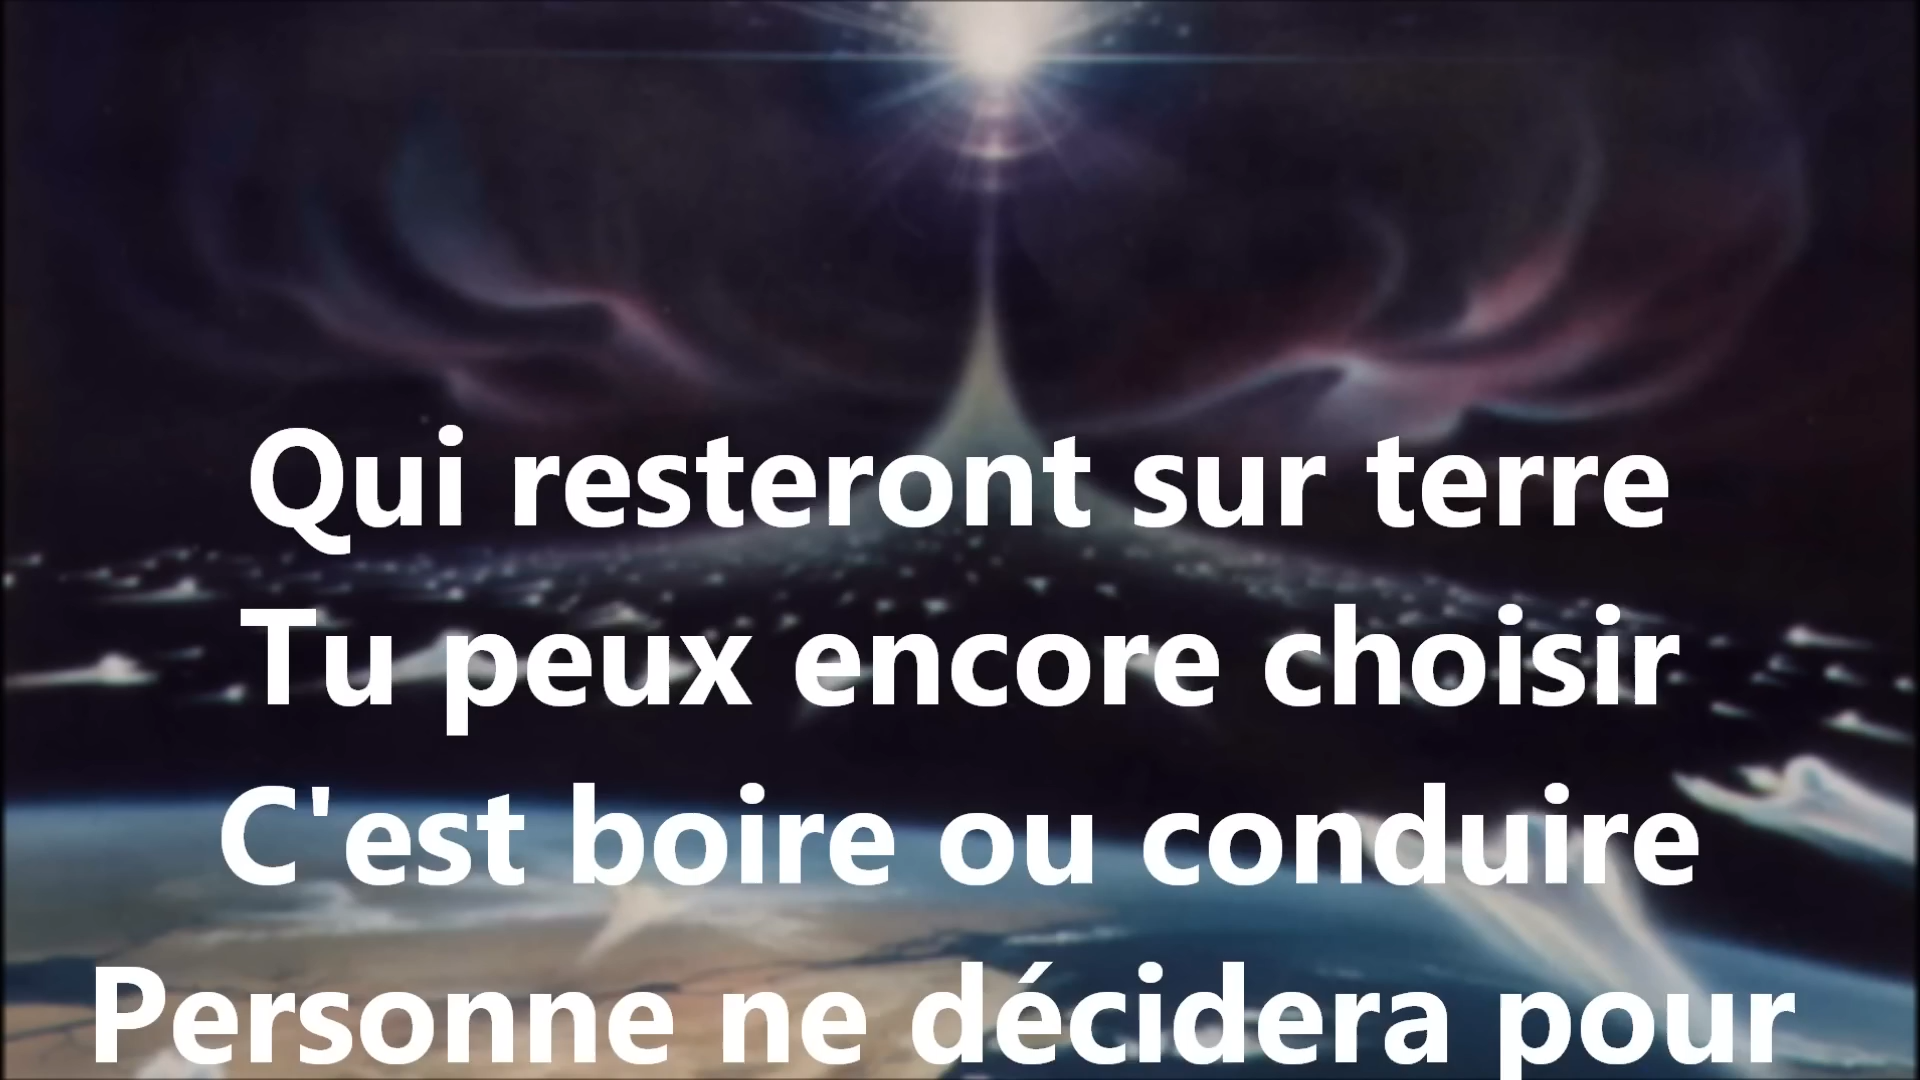 Qui resteront sur terre
Tu peux encore choisir
C'est boire ou conduire
Personne ne décidera pour